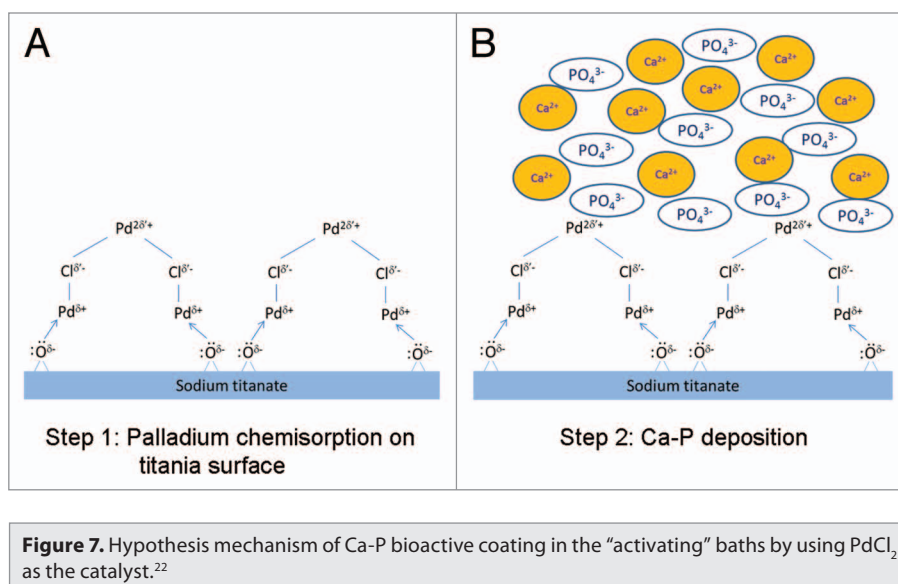 A
Pd²ᵟ'⁺ Pd²ᵟ'⁺
Clᵟ'⁻ Clᵟ'⁻ Clᵟ'⁻ Clᵟ'⁻
Pdᵟ⁺ Pdᵟ⁺ Pdᵟ⁺ Pdᵟ⁺
:Öᵟ⁻ :Öᵟ⁻ :Öᵟ⁻ :Öᵟ⁻
Sodium titanate
Step 1: Palladium chemisorption on
titania surface
B
PO₄³⁻
Ca²⁺ Ca²⁺
PO₄³⁻
Ca²⁺ PO₄³⁻ Ca²⁺
Ca²⁺ Ca²⁺
PO₄³⁻ PO₄³⁻
PO₄³⁻ Ca²⁺
Ca²⁺ Ca²⁺ Ca²⁺
PO₄³⁻ PO₄³⁻
PO₄³⁻ PO₄³⁻
Pd²ᵟ'⁺ Pd²ᵟ'⁺
Clᵟ'⁻ Clᵟ'⁻ Clᵟ'⁻ Clᵟ'⁻
Pdᵟ⁺ Pdᵟ⁺ Pdᵟ⁺ Pdᵟ⁺
:Öᵟ⁻ :Öᵟ⁻ :Öᵟ⁻ :Öᵟ⁻
Sodium titanate
Step 2: Ca-P deposition
Figure 7. Hypothesis mechanism of Ca-P bioactive coating in the “activating” baths by using PdCl₂
as the catalyst.²²